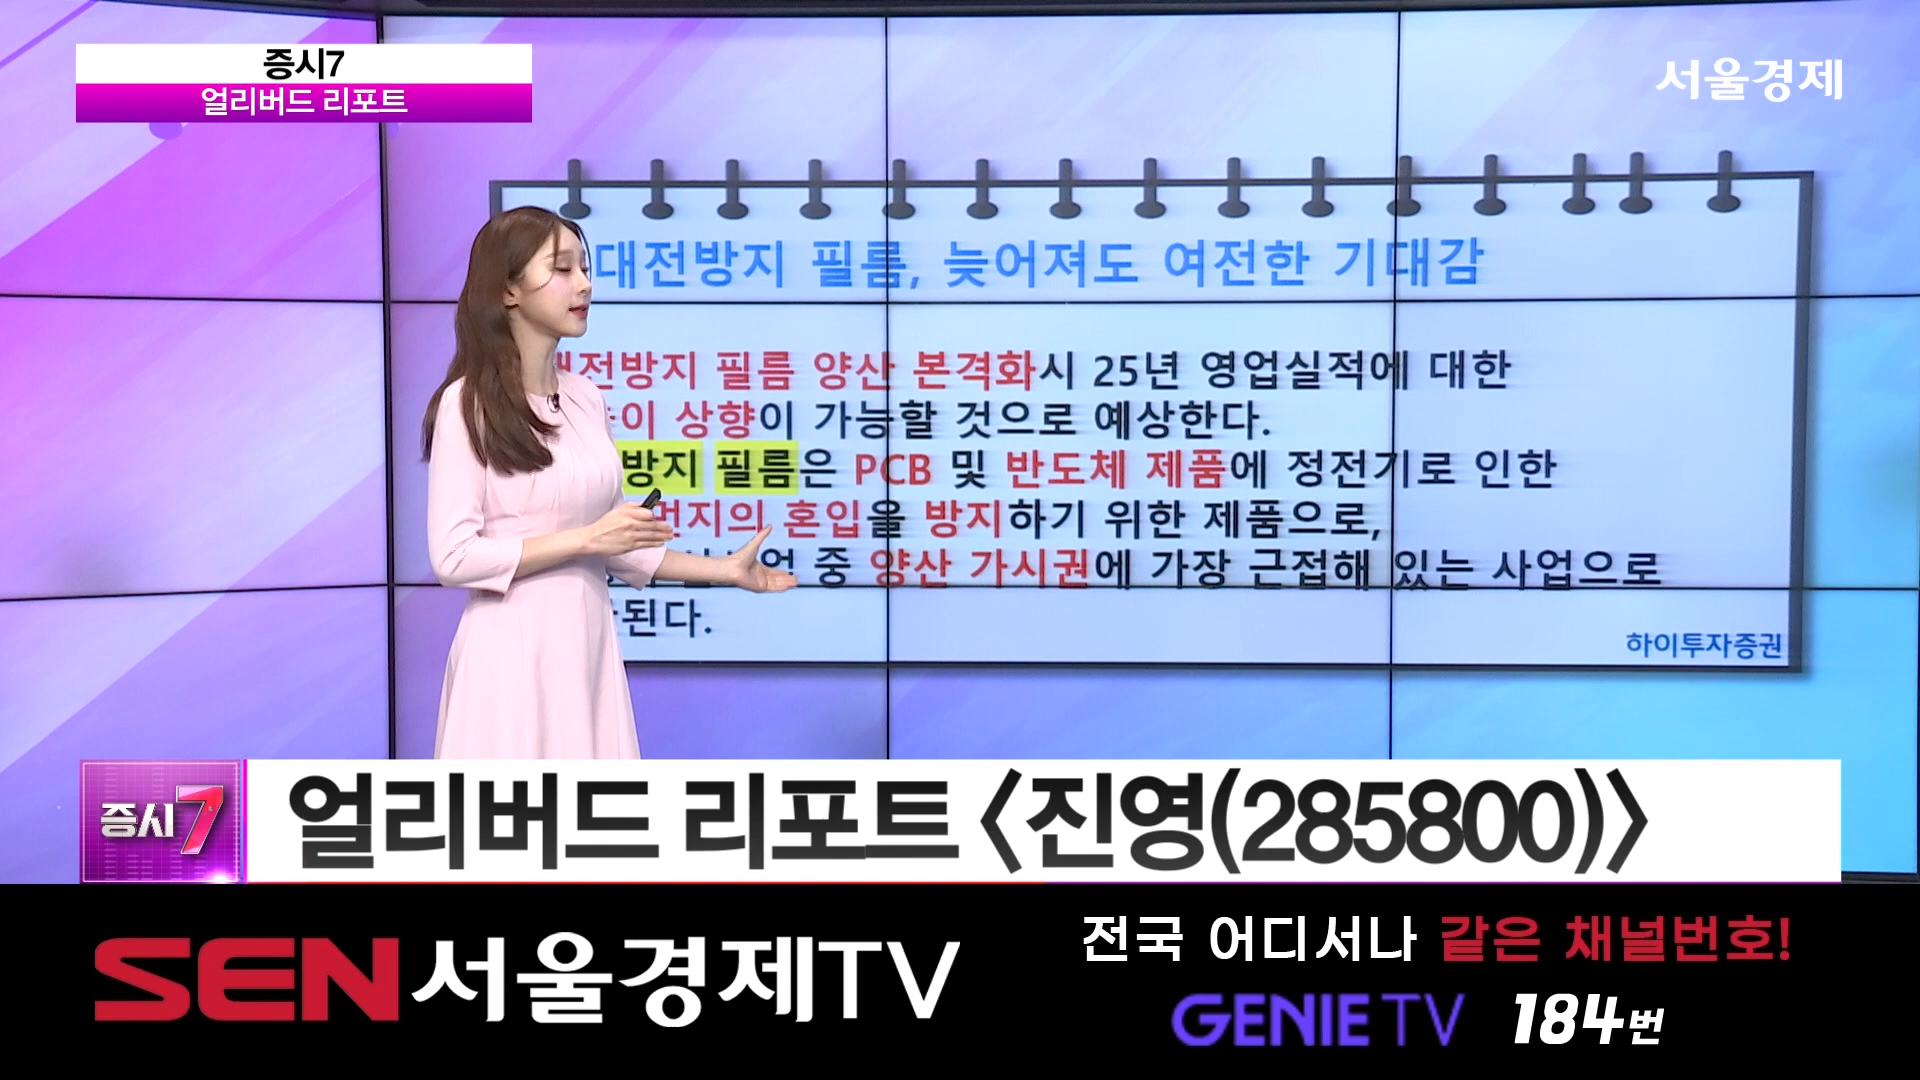 증시7
얼리버드 리포트
서울경제
대전방지 필름, 늦어져도 여전한 기대감
대전방지 필름 양산 본격화시 25년 영업실적에 대한
상향이 가능할 것으로 예상한다.
방지 필름은 PCB 및 반도체 제품에 정전기로 인한
먼지의 혼입을 방지하기 위한 제품으로,
중 양산 가시권에 가장 근접해 있는 사업으로
된다.
하이투자증권
증시7
얼리버드 리포트 <진영(285800)>
SEN 서울경제TV
전국 어디서나 같은 채널번호!
GENIE TV 184번